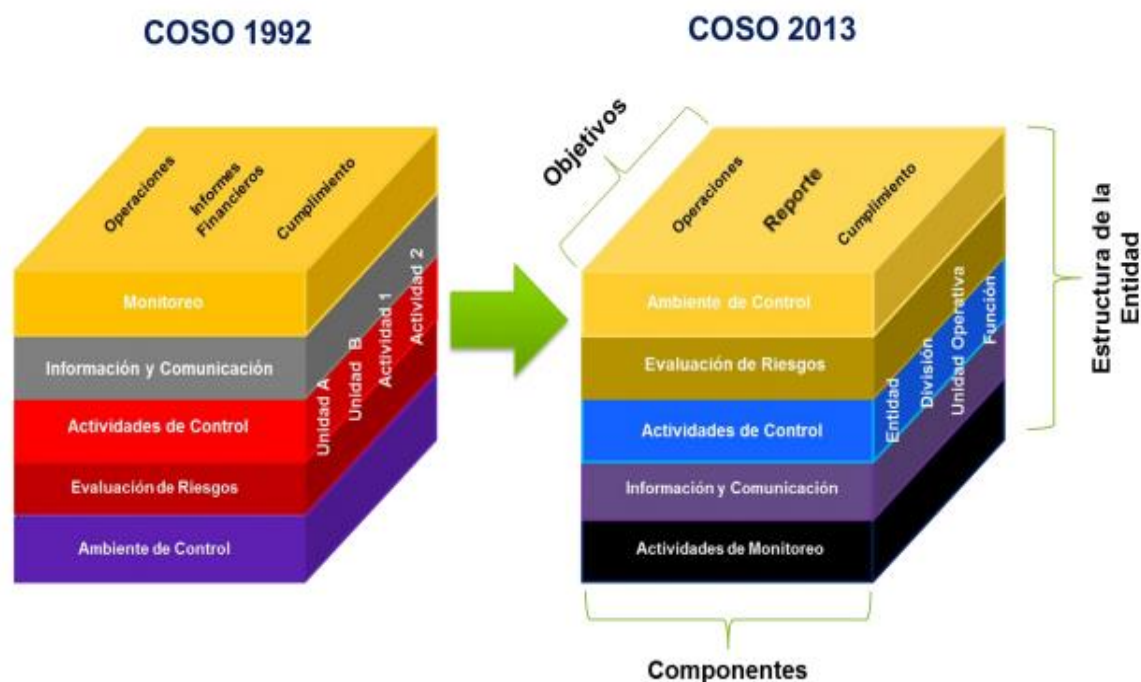 COSO 1992
COSO 2013
Operaciones
Informes
Financieros
Cumplimiento
Monitoreo
Información y Comunicación
Actividades de Control
Evaluación de Riesgos
Ambiente de Control
Unidad A
Unidad B
Actividad 1
Actividad 2
Objetivos
Operaciones
Reporte
Cumplimiento
Ambiente de Control
Evaluación de Riesgos
Actividades de Control
Información y Comunicación
Actividades de Monitoreo
Entidad
División
Unidad Operativa
Función
Estructura de la
Entidad
Componentes